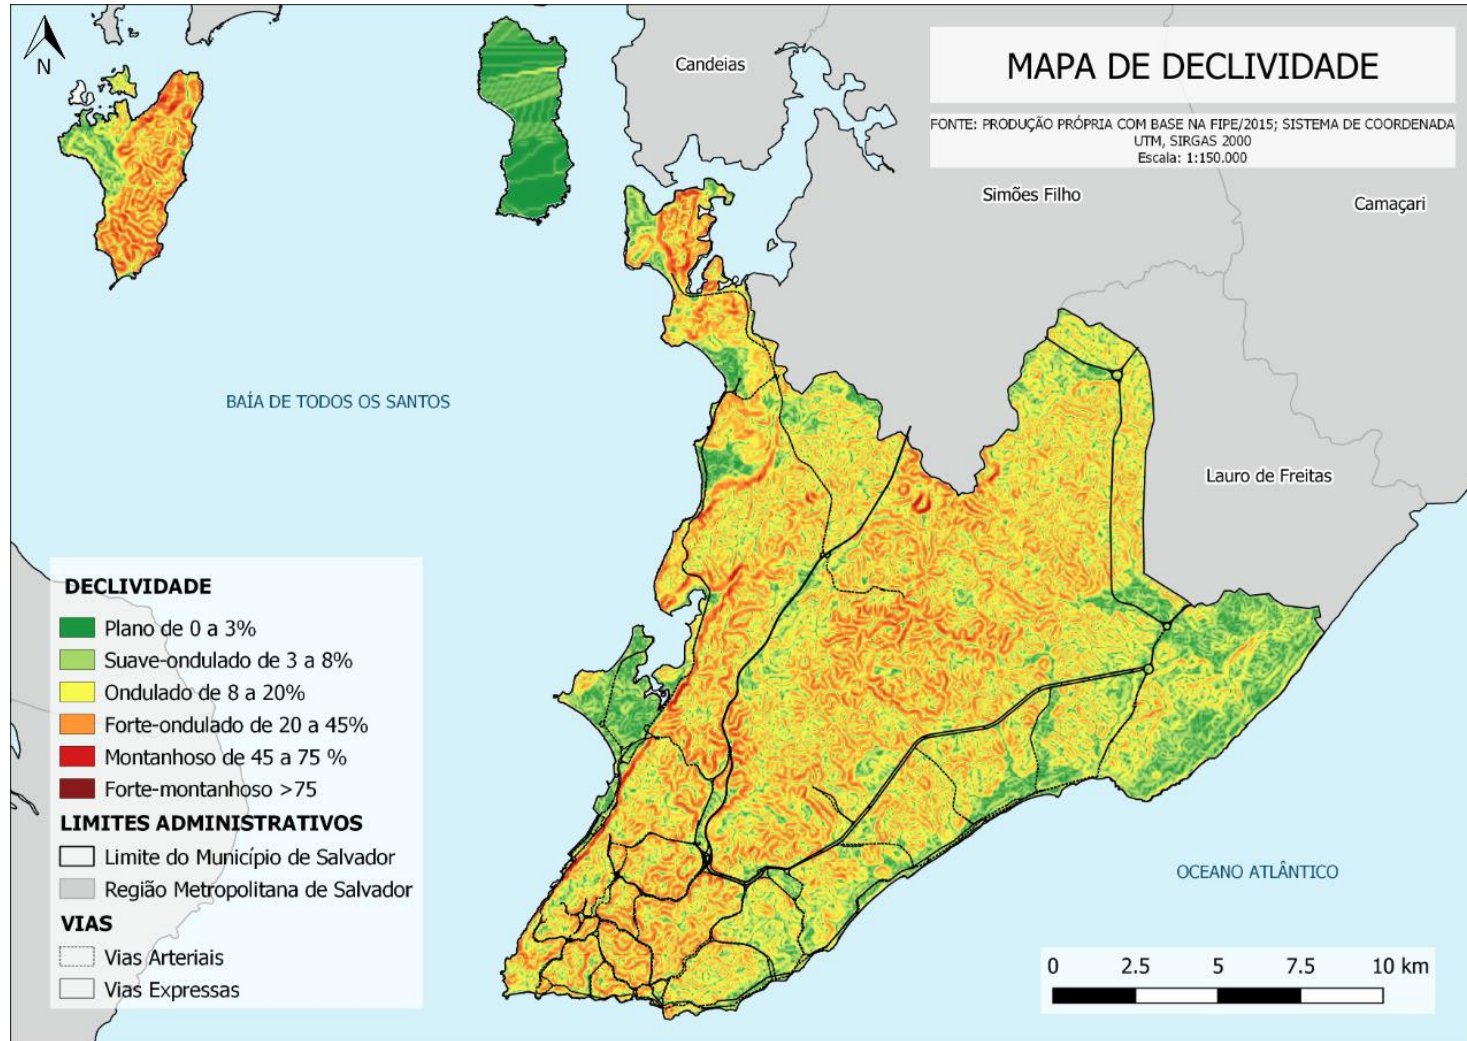 N
Candeias
MAPA DE DECLIVIDADE
FONTE: PRODUÇÃO PRÓPRIA COM BASE NA FIPE/2015; SISTEMA DE COORDENADA
UTM, SIRGAS 2000
Escala: 1:150.000
Simões Filho
Camaçari
BAÍA DE TODOS OS SANTOS
Lauro de Freitas
DECLIVIDADE
Plano de 0 a 3%
Suave-ondulado de 3 a 8%
Ondulado de 8 a 20%
Forte-ondulado de 20 a 45%
Montanhoso de 45 a 75 %
Forte-montanhoso >75
LIMITES ADMINISTRATIVOS
Limite do Município de Salvador
Região Metropolitana de Salvador
VIAS
Vias Arteriais
Vias Expressas
OCEANO ATLÂNTICO
0 2.5 5 7.5 10 km